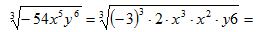 ∛(-54x⁵y⁶) = ∛((-3)³ · 2 · x³ · x² · y6) =